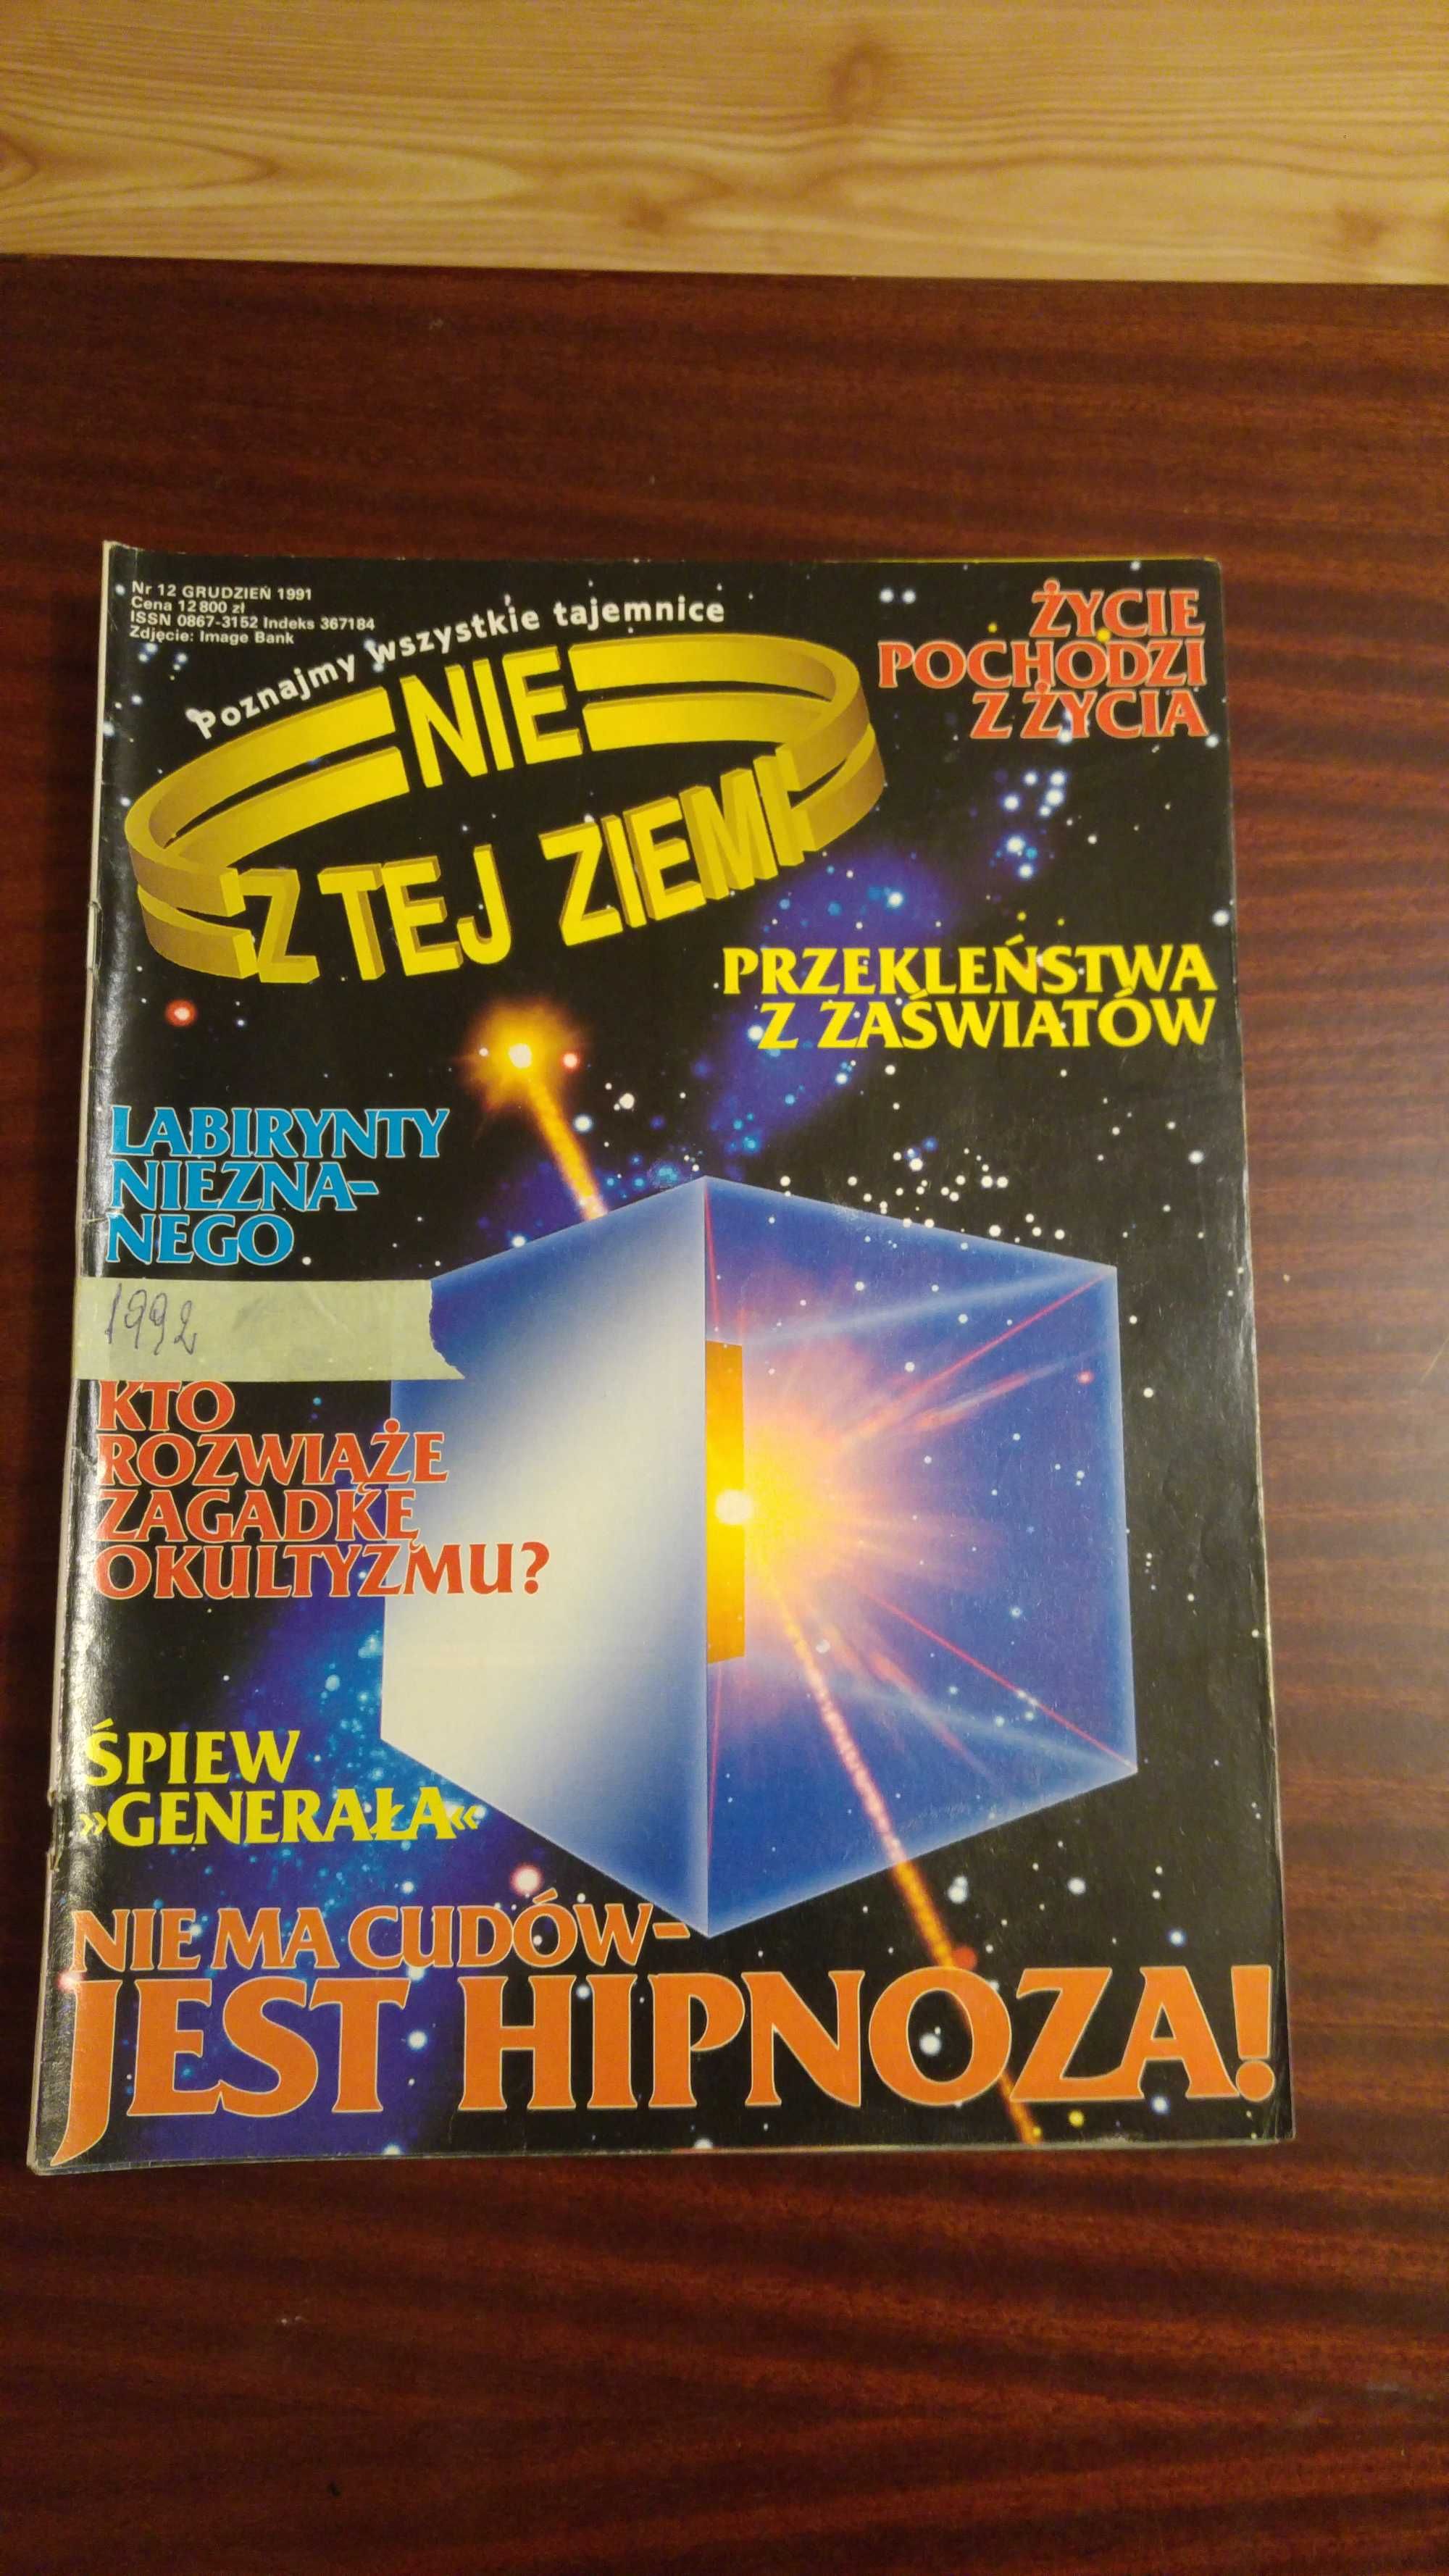 Nr 12 GRUDZIEŃ 1991
Cena 12 800 zł
ISSN 0867-3152 Indeks 367184
Zdjęcie: Image Bank
Poznajmy wszystkie tajemnice
NIE
Z TEJ ZIEMI
ŻYCIE
POCHODZI
Z ŻYCIA
PRZEKLEŃSTWA
Z ZAŚWIATÓW
LABIRYNTY
NIEZNA-
NEGO
1992
KTO
ROZWIĄŻE
ZAGADKĘ
OKULTYZMU?
ŚPIEW
»GENERAŁA«
NIE MA CUDÓW-
JEST HIPNOZA!